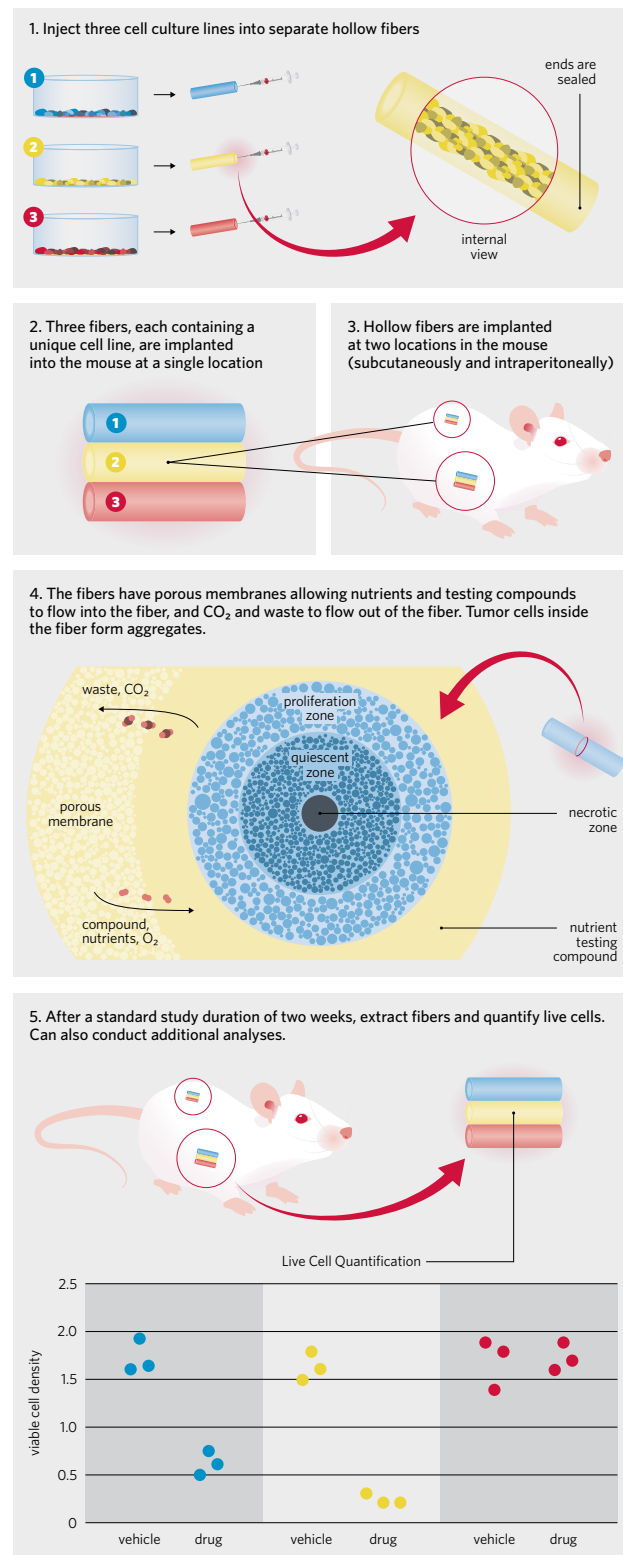 1. Inject three cell culture lines into separate hollow fibers
1
2
3
ends are
sealed
internal
view
2. Three fibers, each containing a
unique cell line, are implanted
into the mouse at a single location
1
2
3
3. Hollow fibers are implanted
at two locations in the mouse
(subcutaneously and intraperitoneally)
4. The fibers have porous membranes allowing nutrients and testing compounds
to flow into the fiber, and CO₂ and waste to flow out of the fiber. Tumor cells inside
the fiber form aggregates.
waste, CO₂
proliferation
zone
quiescent
zone
porous
membrane
necrotic
zone
compound,
nutrients, O₂
nutrient
testing
compound
5. After a standard study duration of two weeks, extract fibers and quantify live cells.
Can also conduct additional analyses.
Live Cell Quantification
viable cell density
2.5
2.0
1.5
1.0
0.5
0
vehicle drug vehicle drug vehicle drug